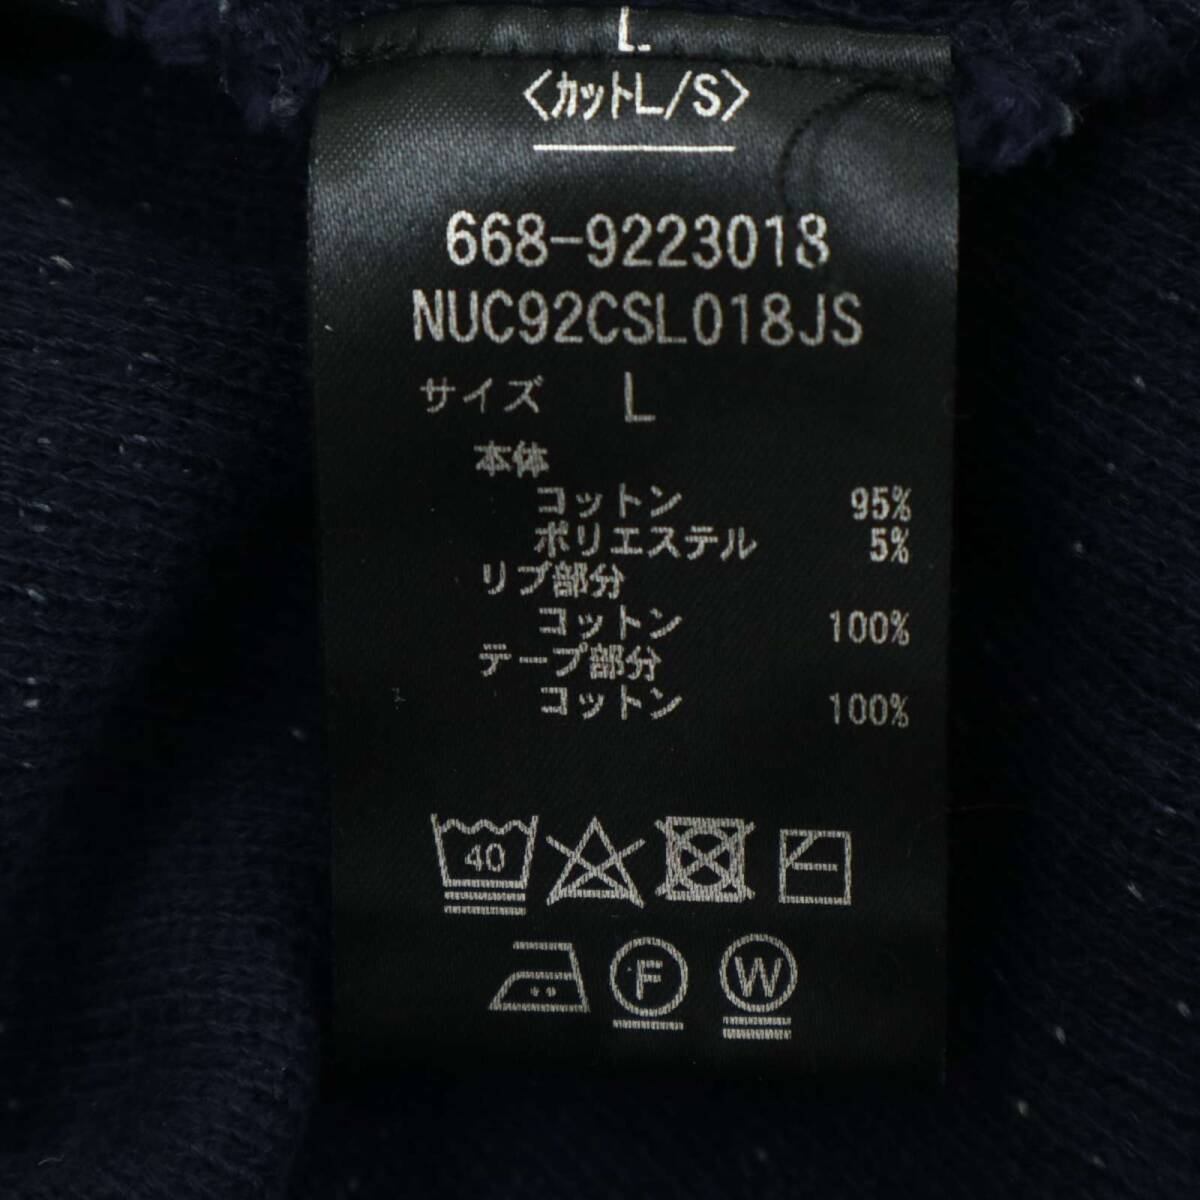 L
〈カットL/S〉
668-9223018
NUC92CSL018JS
サイズ L
本体
コットン 95%
ポリエステル 5%
リブ部分
コットン 100%
テープ部分
コットン 100%
40
F W